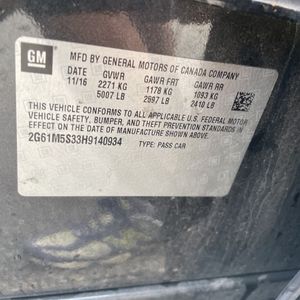 GM
MFD BY GENERAL MOTORS OF CANADA COMPANY
DATE GVWR GAWR FRT GAWR RR
11/16 2271 KG 1178 KG 1093 KG
5007 LB 2597 LB 2410 LB
THIS VEHICLE CONFORMS TO ALL APPLICABLE U.S. FEDERAL MOTOR
VEHICLE SAFETY, BUMPER, AND THEFT PREVENTION STANDARDS
IN EFFECT ON THE DATE OF MANUFACTURE SHOWN ABOVE.
2G61M5S33H9140934 TYPE: PASS CAR